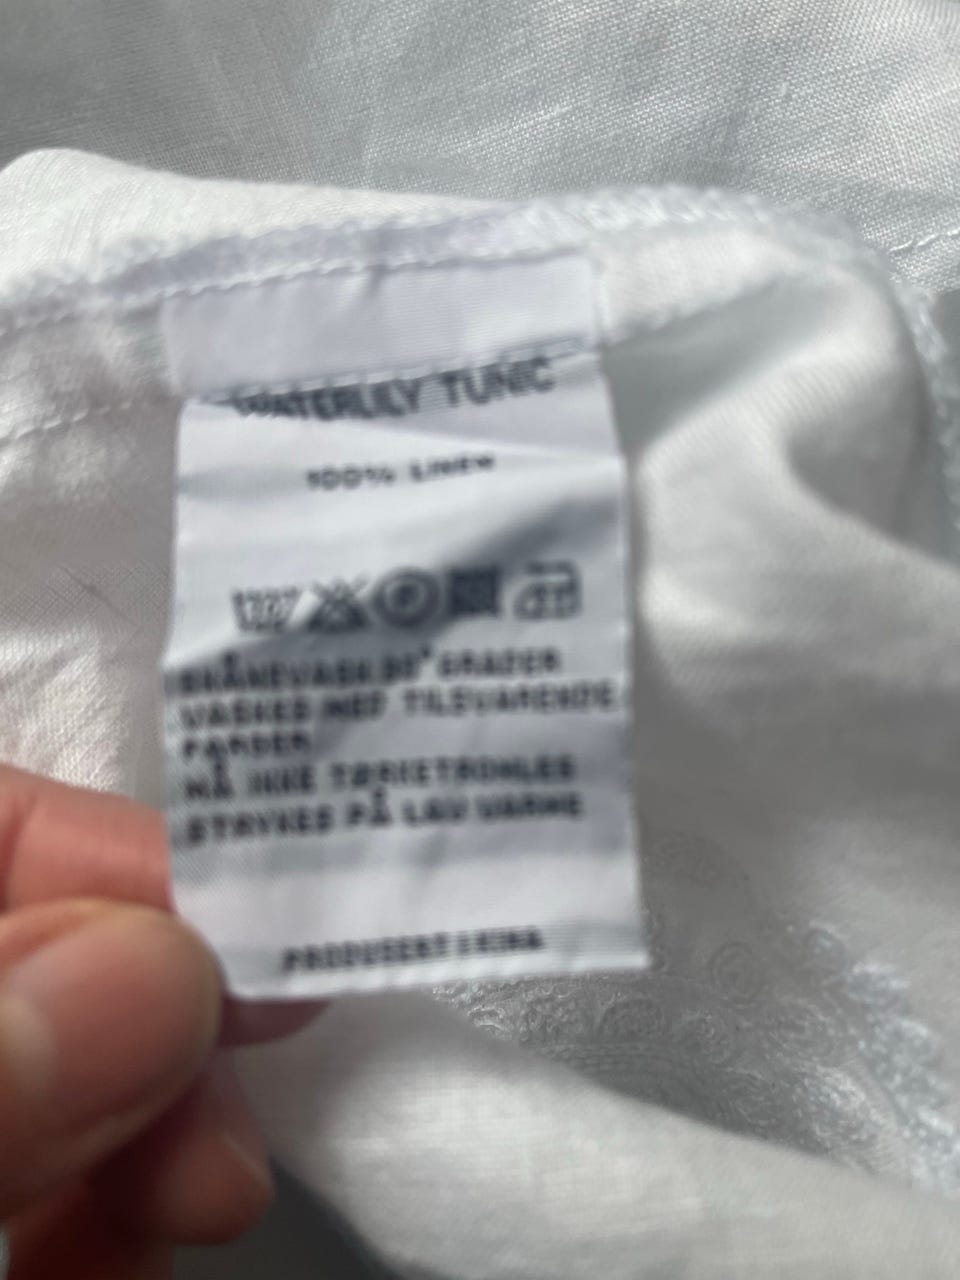 WATERLILY TUNIC
100% LINEN
SKÅNEVASK 30° GRADER
VASKES MED TILSVARENDE
FARGER
MÅ IKKE TØRKETROMLES
STRYKES PÅ LAV VARME
PRODUSERT I KINA